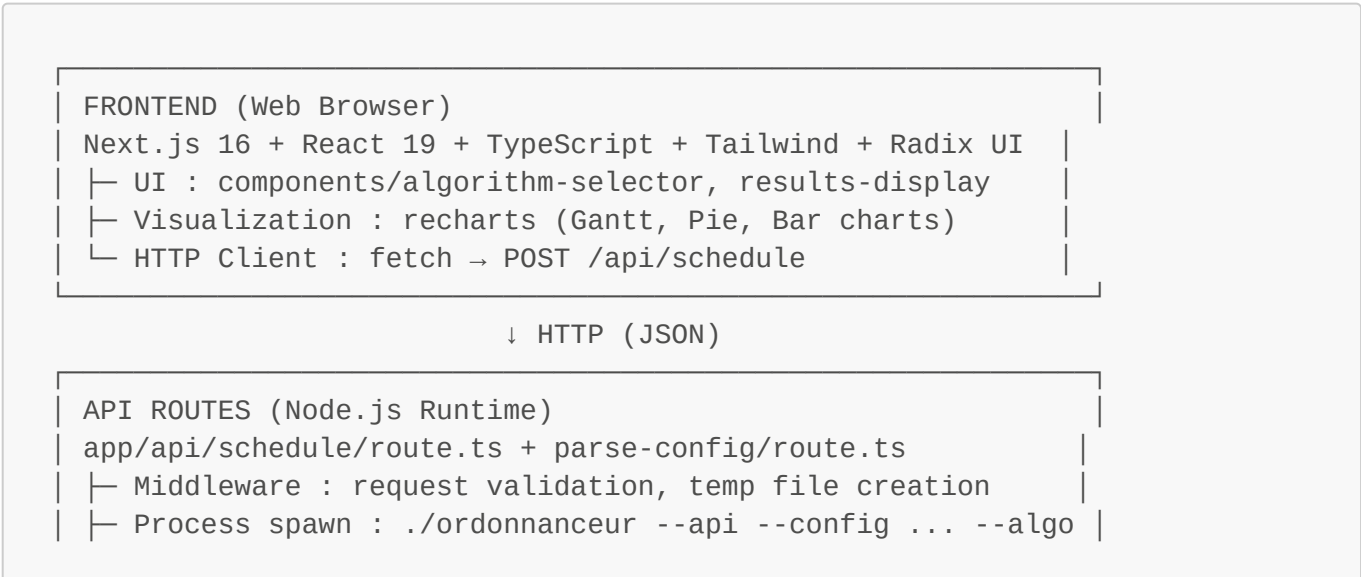 FRONTEND (Web Browser)
Next.js 16 + React 19 + TypeScript + Tailwind + Radix UI
├─ UI : components/algorithm-selector, results-display
├─ Visualization : recharts (Gantt, Pie, Bar charts)
└─ HTTP Client : fetch → POST /api/schedule
↓ HTTP (JSON)
API ROUTES (Node.js Runtime)
app/api/schedule/route.ts + parse-config/route.ts
├─ Middleware : request validation, temp file creation
├─ Process spawn : ./ordonnanceur --api --config ... --algo